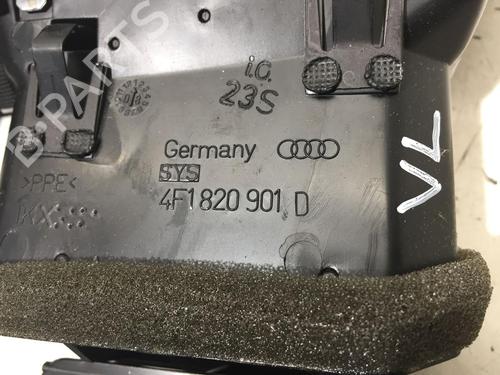 i.O.
23S
Germany
SYS
4F1 820 901 D
>PPE<
VL
B-PARTS